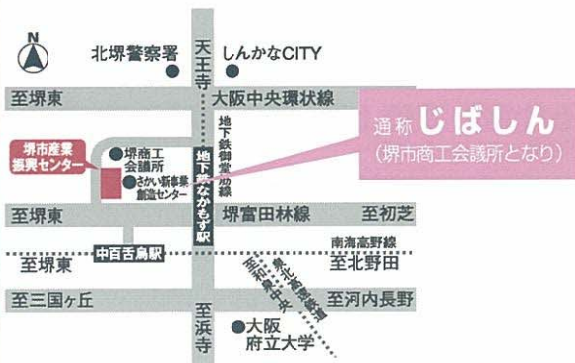 N
北堺警察署
しんかなCITY
天王寺
至堺東
大阪中央環状線
通称 じばしん
(堺市商工会議所となり)
堺市産業
振興センター
堺商工
会議所
さかい新事業
創造センター
地下鉄御堂筋線
地下鉄なかもず駅
至堺東
堺富田林線
至初芝
中百舌鳥駅
南海高野線
至堺東
至北野田
泉北高速鉄道
至和泉中央
至三国ヶ丘
至河内長野
至浜寺
大阪
府立大学